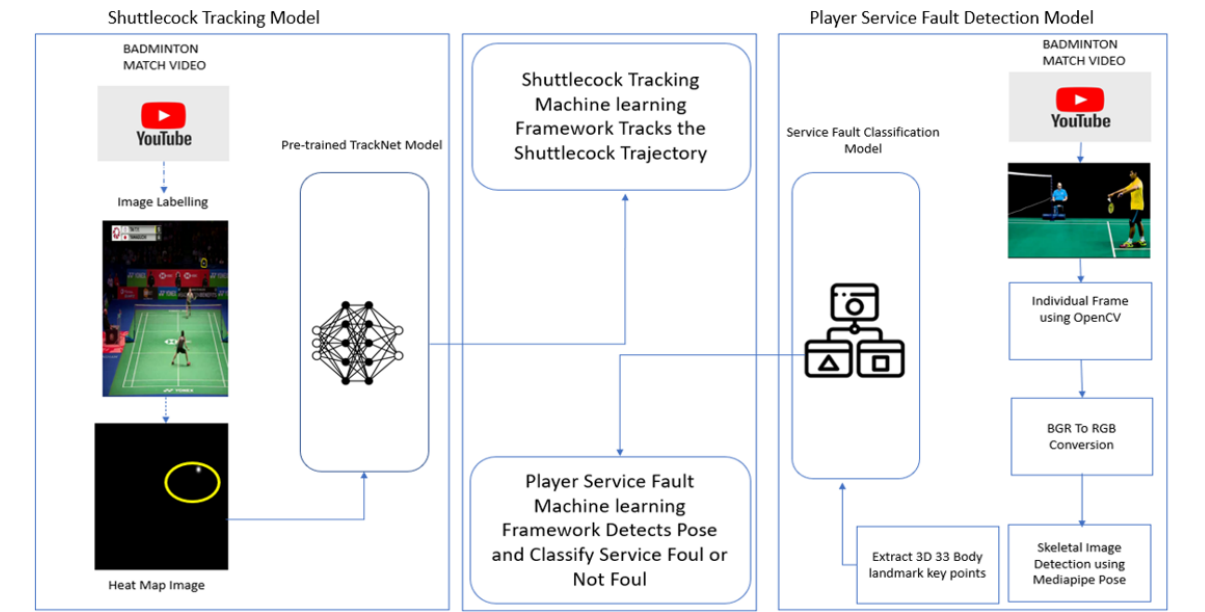 Shuttlecock Tracking Model
Player Service Fault Detection Model
BADMINTON
MATCH VIDEO
YouTube
Image Labelling
Heat Map Image
Pre-trained TrackNet Model
Shuttlecock Tracking
Machine learning
Framework Tracks the
Shuttlecock Trajectory
Player Service Fault
Machine learning
Framework Detects Pose
and Classify Service Foul or
Not Foul
Service Fault Classification
Model
BADMINTON
MATCH VIDEO
YouTube
Individual Frame
using OpenCV
BGR To RGB
Conversion
Skeletal Image
Detection using
Mediapipe Pose
Extract 3D 33 Body
landmark key points